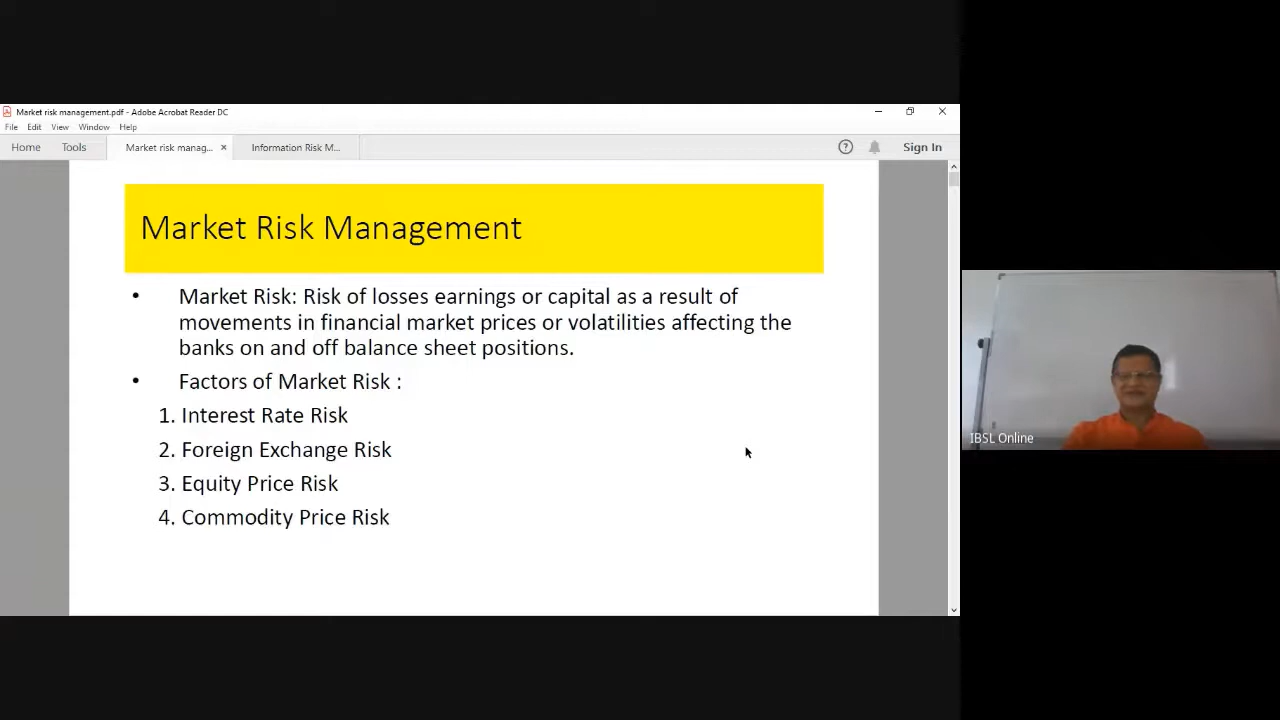 Market risk management.pdf - Adobe Acrobat Reader DC
File Edit View Window Help
Home Tools Market risk manag... × Information Risk M... ? Sign In
Market Risk Management
• Market Risk: Risk of losses earnings or capital as a result of
movements in financial market prices or volatilities affecting the
banks on and off balance sheet positions.
• Factors of Market Risk :
1. Interest Rate Risk
2. Foreign Exchange Risk
3. Equity Price Risk
4. Commodity Price Risk
IBSL Online